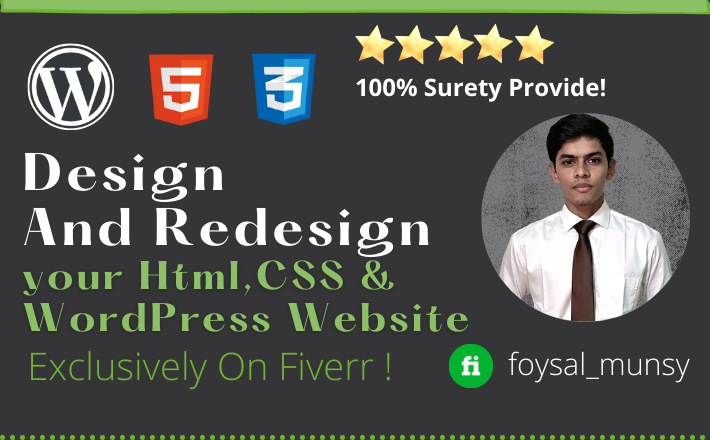 100% Surety Provide!
Design
And Redesign
your Html,CSS &
WordPress Website
Exclusively On Fiverr !
fi foysal_munsy